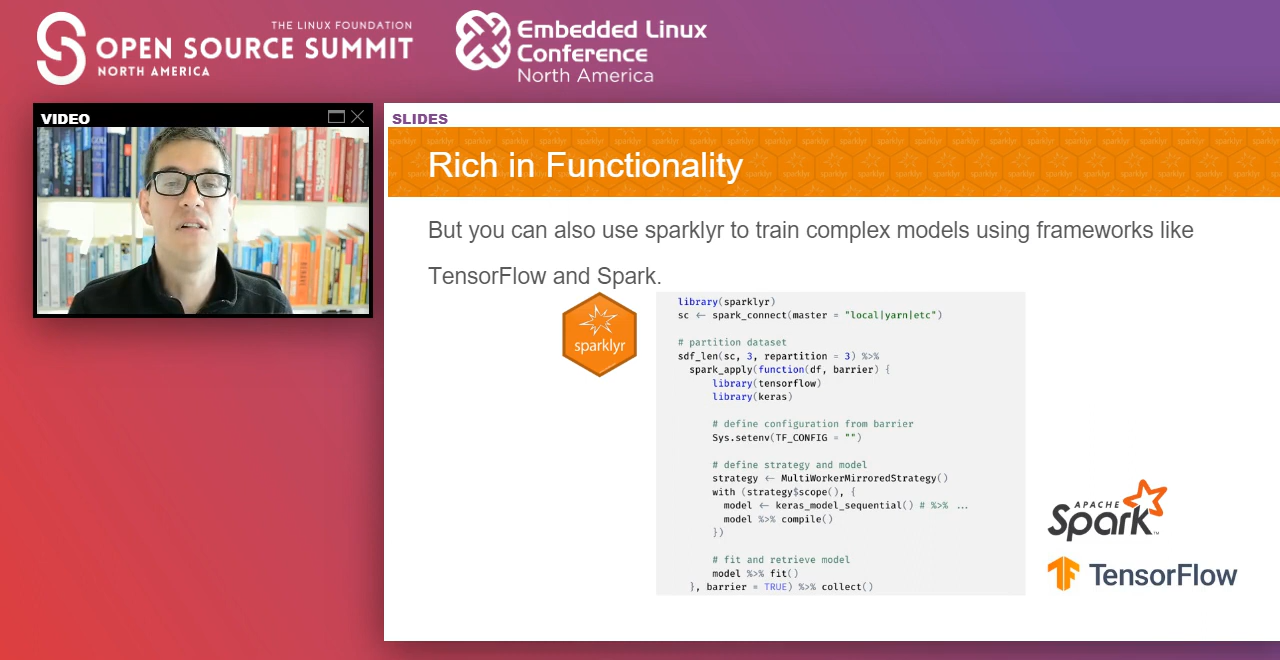 THE LINUX FOUNDATION
OPEN SOURCE SUMMIT
NORTH AMERICA
Embedded Linux
Conference
North America
VIDEO
SLIDES
Rich in Functionality
But you can also use sparklyr to train complex models using frameworks like
TensorFlow and Spark.
sparklyr
library(sparklyr)
sc <- spark_connect(master = "local|yarn|etc")
# partition dataset
sdf_len(sc, 3, repartition = 3) %>%
spark_apply(function(df, barrier) {
library(tensorflow)
library(keras)
# define configuration from barrier
Sys.setenv(TF_CONFIG = "")
# define strategy and model
strategy <- MultiWorkerMirroredStrategy()
with (strategy$scope(), {
model <- keras_model_sequential() # %>% ...
model %>% compile()
})
# fit and retrieve model
model %>% fit()
}, barrier = TRUE) %>% collect()
APACHE
Spark™
TensorFlow